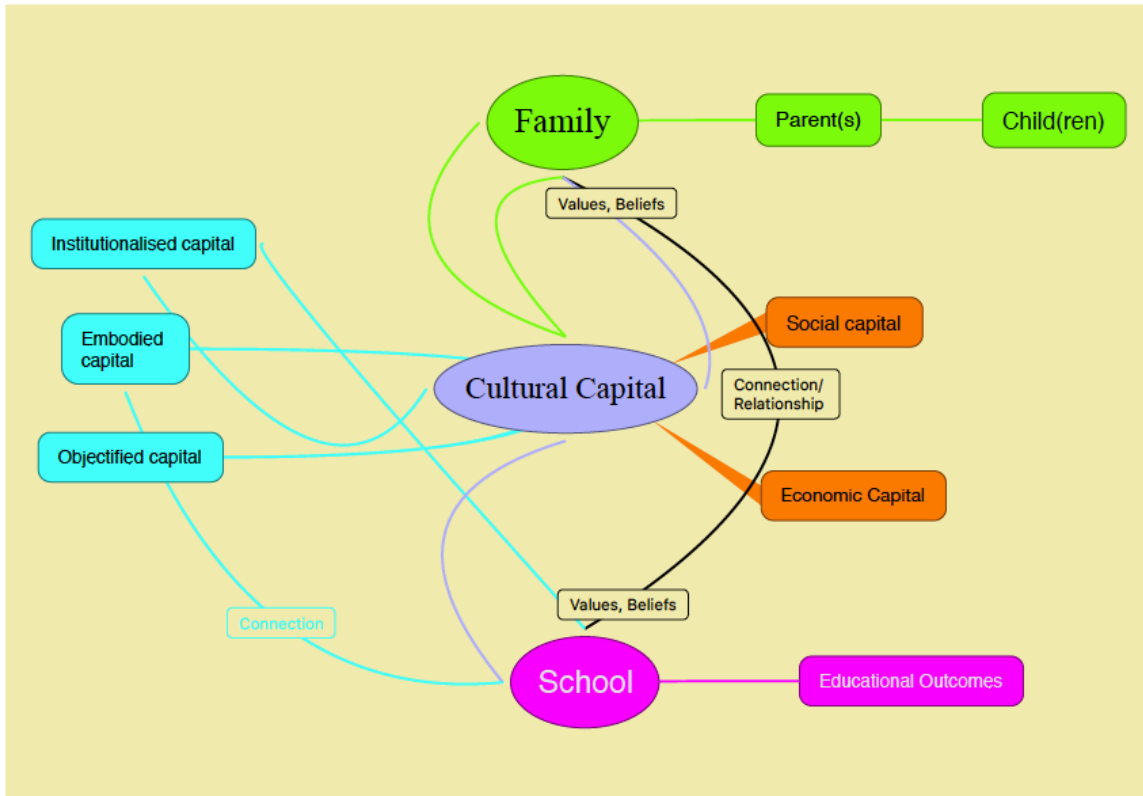 Family
Parent(s)
Child(ren)
Values, Beliefs
Institutionalised capital
Social capital
Embodied
capital
Cultural Capital
Connection/
Relationship
Objectified capital
Economic Capital
Values, Beliefs
Connection
School
Educational Outcomes